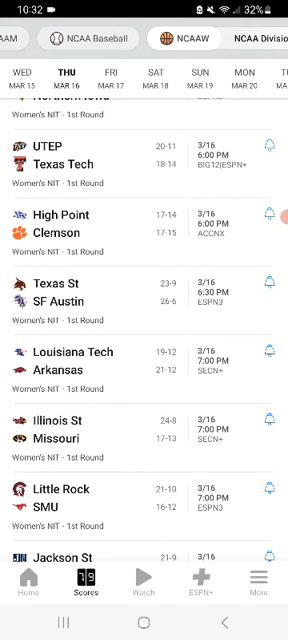 10:32 32%
AAM NCAA Baseball NCAAW NCAA Divisio
WED THU FRI SAT SUN MON TU
MAR 15 MAR 16 MAR 17 MAR 18 MAR 19 MAR 20 M
Northern Iowa
Women's NIT - 1st Round
UTEP 20-11 3/16
6:00 PM
Texas Tech 18-14 BIG12|ESPN+
Women's NIT - 1st Round
High Point 17-14 3/16
6:00 PM
Clemson 17-15 ACCNX
Women's NIT - 1st Round
Texas St 23-9 3/16
6:30 PM
SF Austin 26-6 ESPN3
Women's NIT - 1st Round
Louisiana Tech 19-12 3/16
7:00 PM
Arkansas 21-12 SECN+
Women's NIT - 1st Round
Illinois St 24-8 3/16
7:00 PM
Missouri 17-13 SECN+
Women's NIT - 1st Round
Little Rock 21-10 3/16
7:00 PM
SMU 16-12 ESPN3
Women's NIT - 1st Round
Jackson St 21-9 3/16
Home Scores Watch ESPN+ More